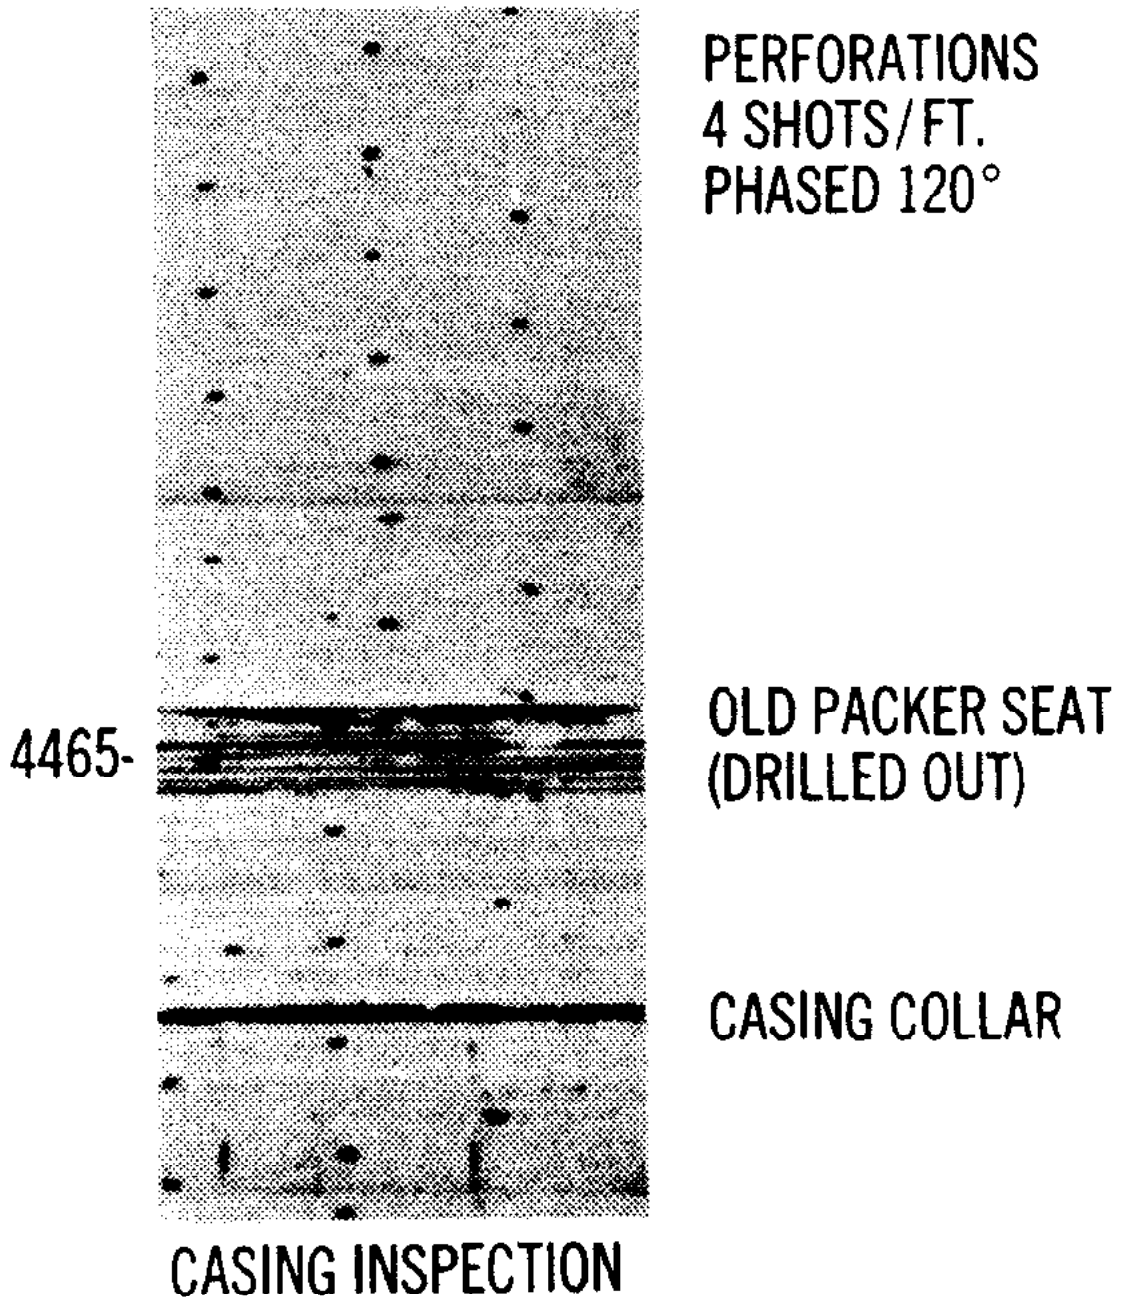 PERFORATIONS
4 SHOTS/FT.
PHASED 120°
OLD PACKER SEAT
4465-
(DRILLED OUT)
CASING COLLAR
CASING INSPECTION